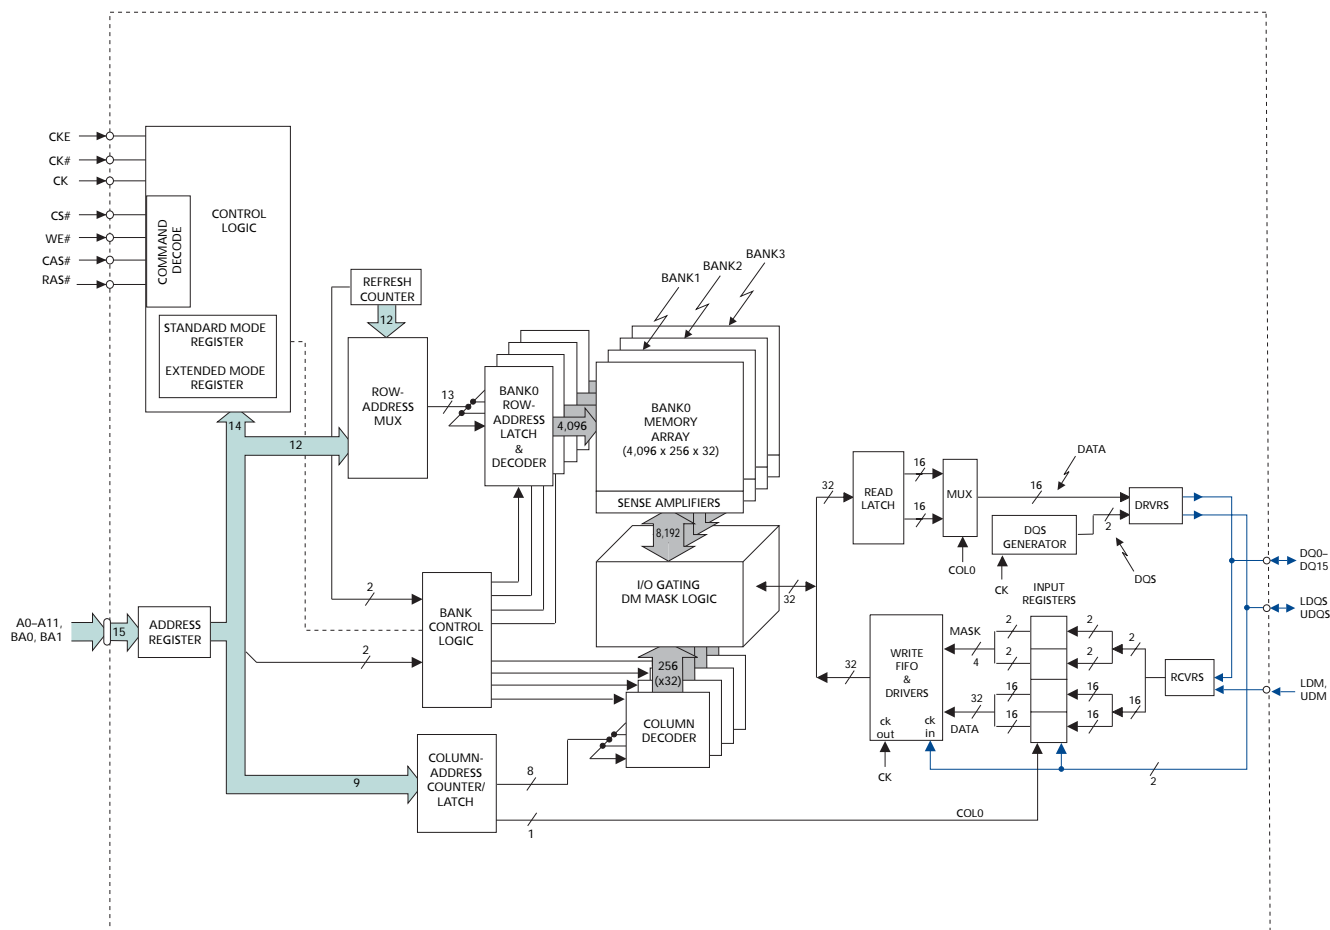 CKE
CK#
CK
CS#
WE#
CAS#
RAS#
COMMAND
DECODE
CONTROL
LOGIC
STANDARD MODE
REGISTER
EXTENDED MODE
REGISTER
REFRESH
COUNTER
12
ROW-
ADDRESS
MUX
13
BANK0
ROW-
ADDRESS
LATCH
&
DECODER
4,096
BANK1
BANK2
BANK3
BANK0
MEMORY
ARRAY
(4,096 x 256 x 32)
SENSE AMPLIFIERS
8,192
I/O GATING
DM MASK LOGIC
256
(x32)
COLUMN
DECODER
14
12
A0–A11,
BA0, BA1
15
ADDRESS
REGISTER
2
2
BANK
CONTROL
LOGIC
9
COLUMN-
ADDRESS
COUNTER/
LATCH
8
1
COL0
32
32
READ
LATCH
16
16
MUX
COL0
DATA
16
DQS
GENERATOR
CK
2
DQS
DRVRS
DQ0–
DQ15
LDQS
UDQS
LDM,
UDM
32
WRITE
FIFO
&
DRIVERS
ck
out
ck
in
CK
MASK
4
32
DATA
INPUT
REGISTERS
2
2
16
16
2
2
16
16
2
16
RCVRS
2